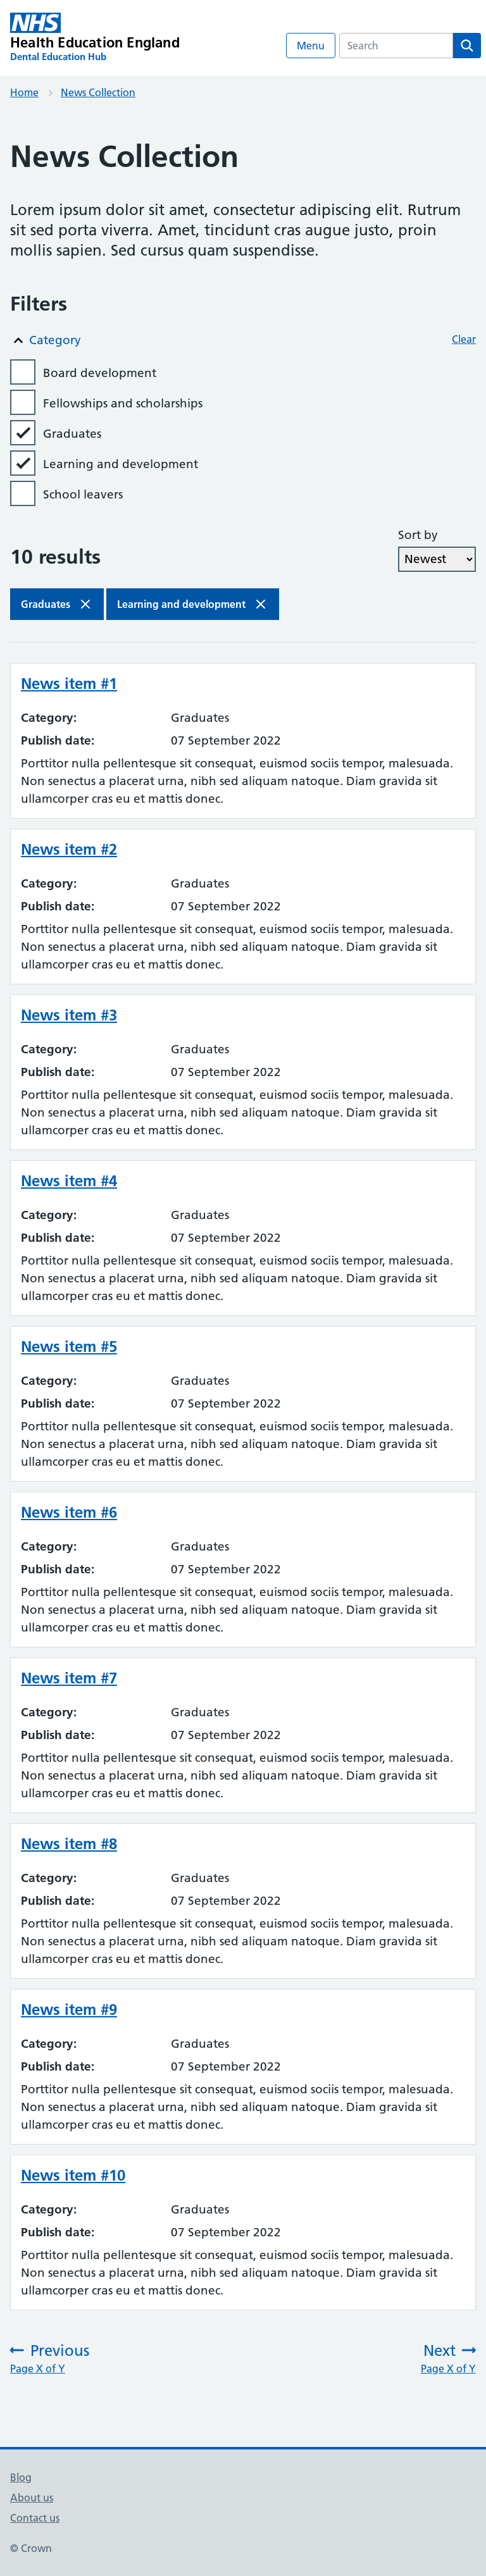 NHS
Health Education England
Dental Education Hub
Menu
Search
Home
News Collection
News Collection
Lorem ipsum dolor sit amet, consectetur adipiscing elit. Rutrum
sit sed porta viverra. Amet, tincidunt cras augue justo, proin
mollis sapien. Sed cursus quam suspendisse.
Filters
Category
Clear
Board development
Fellowships and scholarships
Graduates
Learning and development
School leavers
Sort by
10 results
Newest
Graduates
Learning and development
News item #1
Category: Graduates
Publish date: 07 September 2022
Porttitor nulla pellentesque sit consequat, euismod sociis tempor, malesuada.
Non senectus a placerat urna, nibh sed aliquam natoque. Diam gravida sit
ullamcorper cras eu et mattis donec.
News item #2
Category: Graduates
Publish date: 07 September 2022
Porttitor nulla pellentesque sit consequat, euismod sociis tempor, malesuada.
Non senectus a placerat urna, nibh sed aliquam natoque. Diam gravida sit
ullamcorper cras eu et mattis donec.
News item #3
Category: Graduates
Publish date: 07 September 2022
Porttitor nulla pellentesque sit consequat, euismod sociis tempor, malesuada.
Non senectus a placerat urna, nibh sed aliquam natoque. Diam gravida sit
ullamcorper cras eu et mattis donec.
News item #4
Category: Graduates
Publish date: 07 September 2022
Porttitor nulla pellentesque sit consequat, euismod sociis tempor, malesuada.
Non senectus a placerat urna, nibh sed aliquam natoque. Diam gravida sit
ullamcorper cras eu et mattis donec.
News item #5
Category: Graduates
Publish date: 07 September 2022
Porttitor nulla pellentesque sit consequat, euismod sociis tempor, malesuada.
Non senectus a placerat urna, nibh sed aliquam natoque. Diam gravida sit
ullamcorper cras eu et mattis donec.
News item #6
Category: Graduates
Publish date: 07 September 2022
Porttitor nulla pellentesque sit consequat, euismod sociis tempor, malesuada.
Non senectus a placerat urna, nibh sed aliquam natoque. Diam gravida sit
ullamcorper cras eu et mattis donec.
News item #7
Category: Graduates
Publish date: 07 September 2022
Porttitor nulla pellentesque sit consequat, euismod sociis tempor, malesuada.
Non senectus a placerat urna, nibh sed aliquam natoque. Diam gravida sit
ullamcorper cras eu et mattis donec.
News item #8
Category: Graduates
Publish date: 07 September 2022
Porttitor nulla pellentesque sit consequat, euismod sociis tempor, malesuada.
Non senectus a placerat urna, nibh sed aliquam natoque. Diam gravida sit
ullamcorper cras eu et mattis donec.
News item #9
Category: Graduates
Publish date: 07 September 2022
Porttitor nulla pellentesque sit consequat, euismod sociis tempor, malesuada.
Non senectus a placerat urna, nibh sed aliquam natoque. Diam gravida sit
ullamcorper cras eu et mattis donec.
News item #10
Category: Graduates
Publish date: 07 September 2022
Porttitor nulla pellentesque sit consequat, euismod sociis tempor, malesuada.
Non senectus a placerat urna, nibh sed aliquam natoque. Diam gravida sit
ullamcorper cras eu et mattis donec.
Previous
Page X of Y
Next
Page X of Y
Blog
About us
Contact us
© Crown